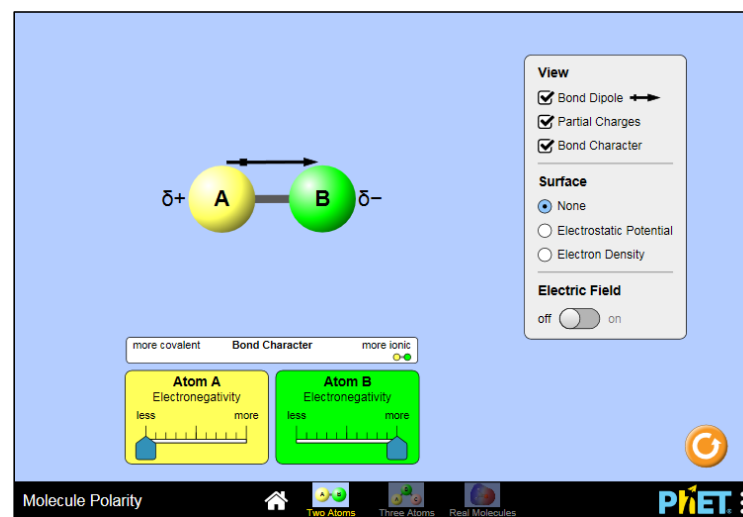 View
Bond Dipole
Partial Charges
Bond Character
Surface
None
Electrostatic Potential
Electron Density
Electric Field
off on
δ+ A B δ−
more covalent Bond Character more ionic
Atom A
Electronegativity
less more
Atom B
Electronegativity
less more
Molecule Polarity
A B
Two Atoms
A B C
Three Atoms
Real Molecules
PhET